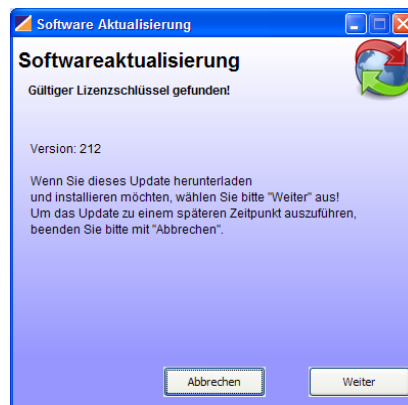 Software Aktualisierung
Softwareaktualisierung
Gültiger Lizenzschlüssel gefunden!
Version: 212
Wenn Sie dieses Update herunterladen
und installieren möchten, wählen Sie bitte "Weiter" aus!
Um das Update zu einem späteren Zeitpunkt auszuführen,
beenden Sie bitte mit "Abbrechen".
Abbrechen
Weiter